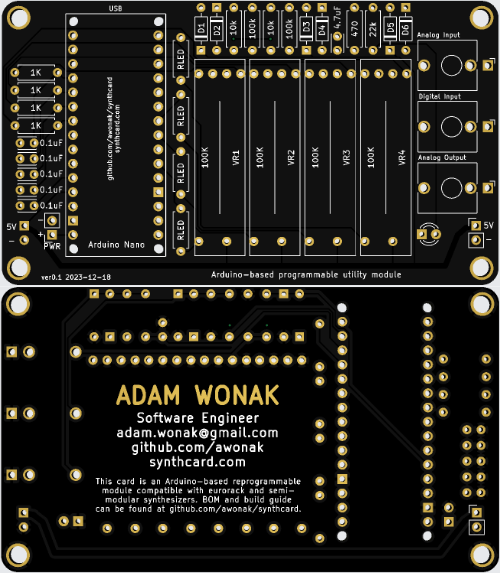 USB
D1
D2
10k
100k
10k
100k
D3
D4
4.7uF
470
22k
D5
D6
Analog Input
1K
1K
1K
1K
RLED
RLED
RLED
RLED
github.com/awonak/synthcard
synthcard.com
Digital Input
100K
VR1
100K
VR2
100K
VR3
100K
VR4
0.1uF
0.1uF
0.1uF
0.1uF
0.1uF
Analog Output
5V
-
-
+
PWR
Arduino Nano
5V
-
ver0.1 2023-12-18
Arduino-based programmable utility module
ADAM WONAK
Software Engineer
adam.wonak@gmail.com
github.com/awonak
synthcard.com
This card is an Arduino-based reprogrammable
module compatible with eurorack and semi-
modular synthesizers. BOM and build guide
can be found at github.com/awonak/synthcard.